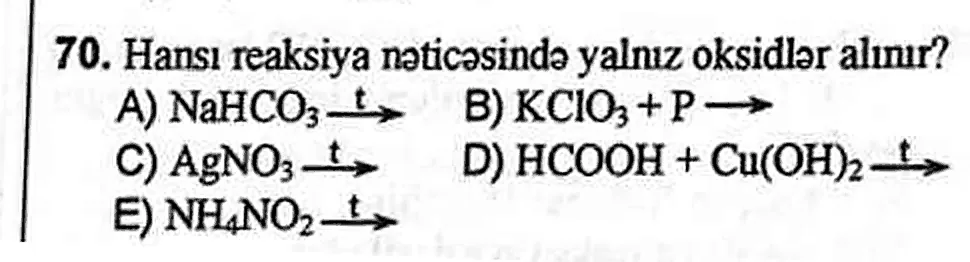 70. Hansı reaksiya nəticəsində yalnız oksidlər alınır?
A) NaHCO₃ —t→ B) KClO₃ + P ⟶
C) AgNO₃ —t→ D) HCOOH + Cu(OH)₂ —t→
E) NH₄NO₂ —t→